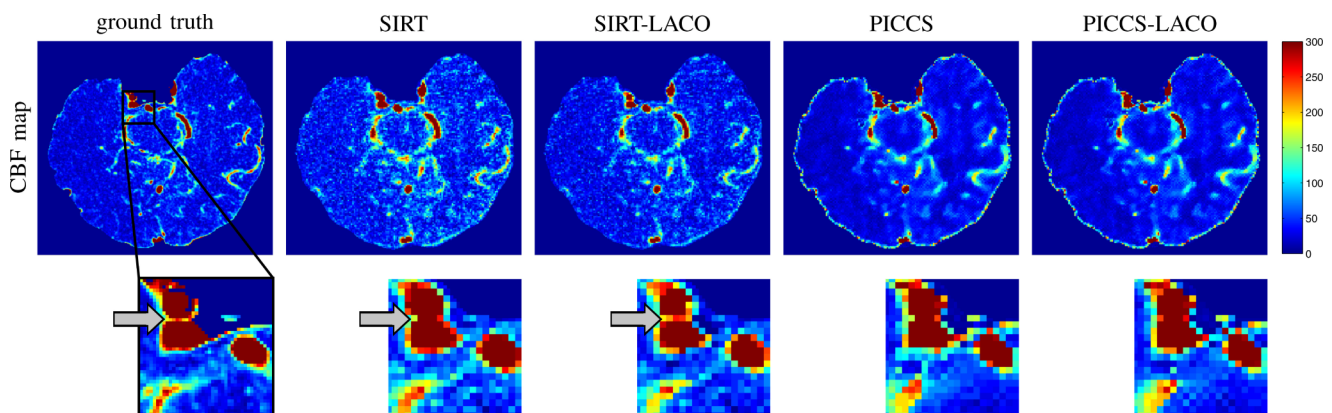 ground truth
SIRT
SIRT-LACO
PICCS
PICCS-LACO
CBF map
300
250
200
150
100
50
0